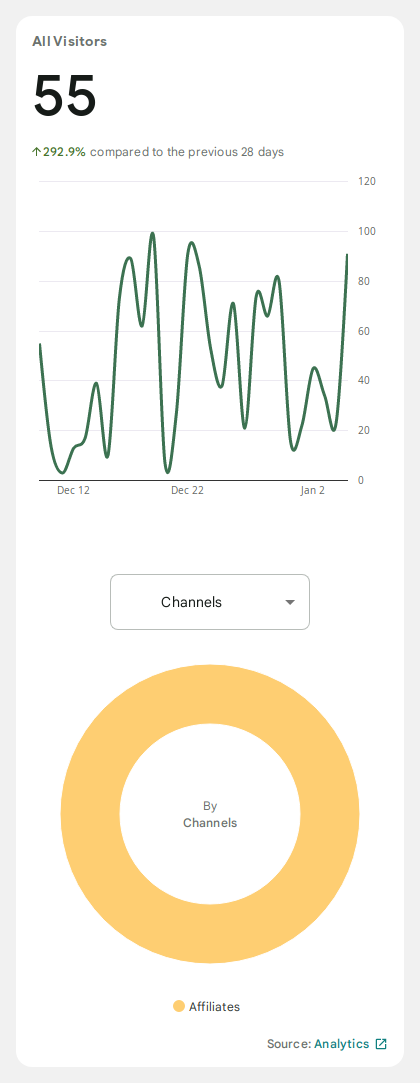 All Visitors
55
↑292.9% compared to the previous 28 days
120
100
80
60
40
20
0
Dec 12 Dec 22 Jan 2
Channels
By
Channels
Affiliates
Source: Analytics